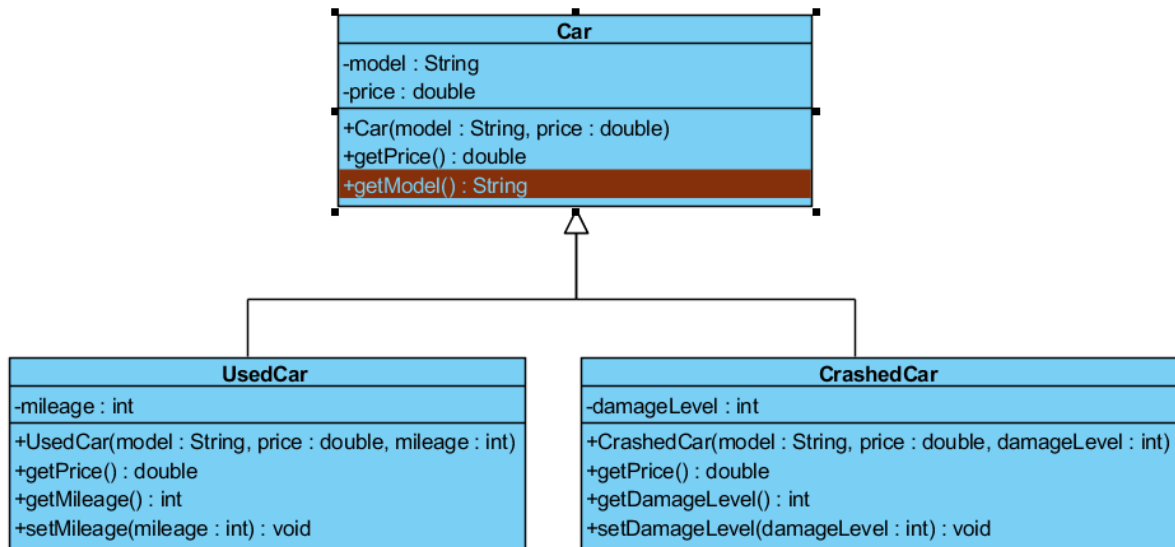 Car
-model : String
-price : double
+Car(model : String, price : double)
+getPrice() : double
+getModel() : String
UsedCar
-mileage : int
+UsedCar(model : String, price : double, mileage : int)
+getPrice() : double
+getMileage() : int
+setMileage(mileage : int) : void
CrashedCar
-damageLevel : int
+CrashedCar(model : String, price : double, damageLevel : int)
+getPrice() : double
+getDamageLevel() : int
+setDamageLevel(damageLevel : int) : void